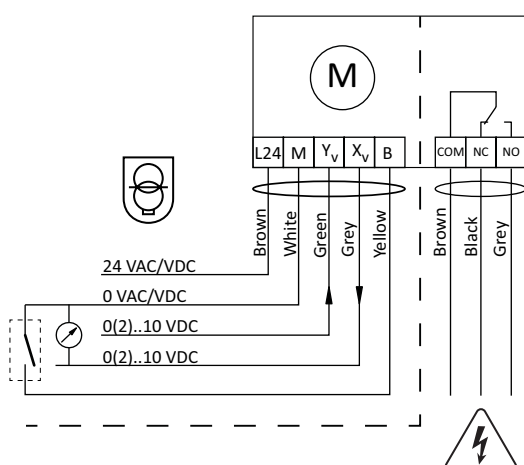 M
L24 M Yv Xv B COM NC NO
Brown White Green Grey Yellow Brown Black Grey
24 VAC/VDC
0 VAC/VDC
0(2)..10 VDC
0(2)..10 VDC